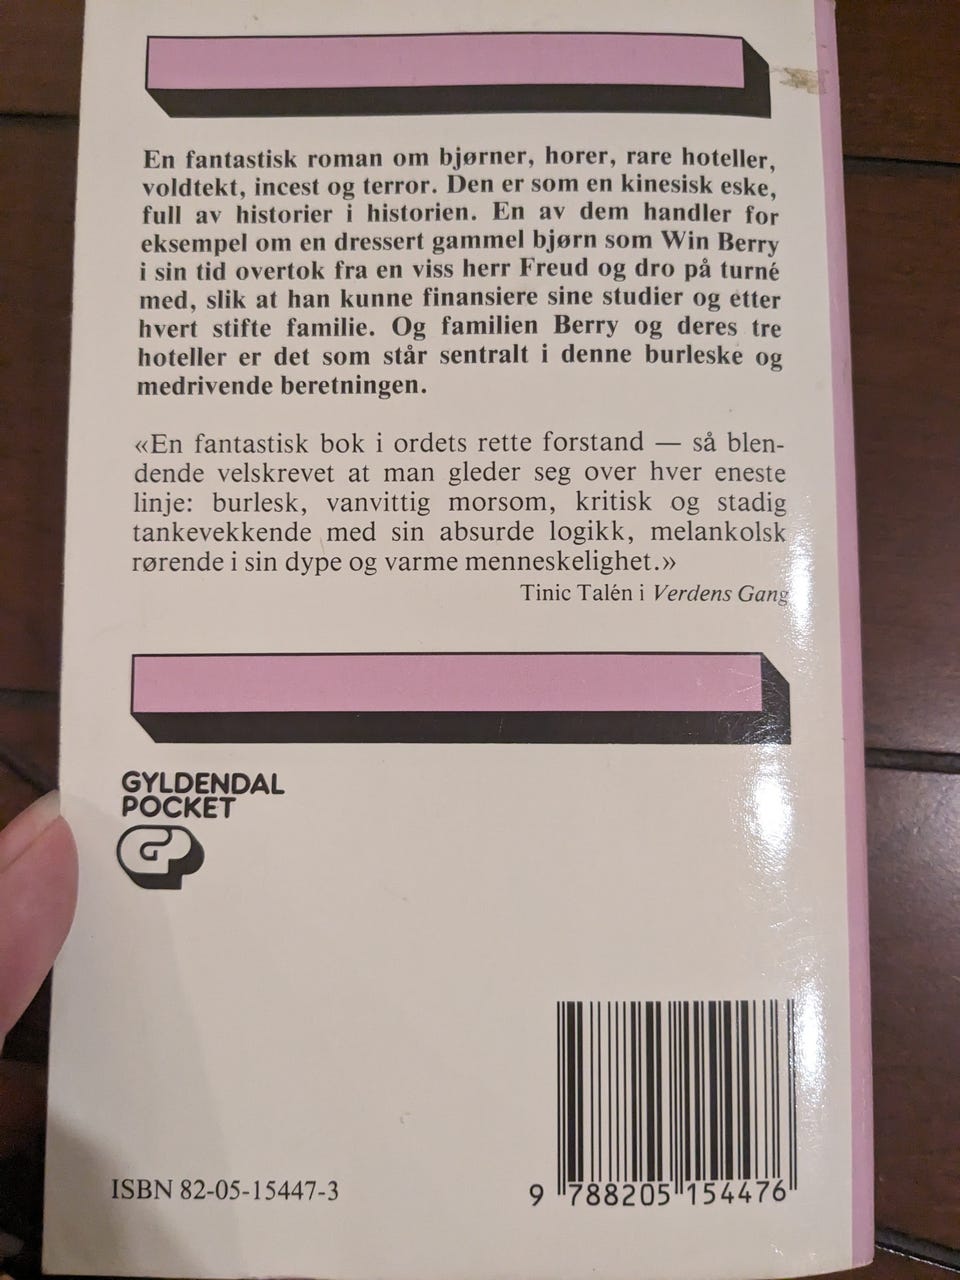 En fantastisk roman om bjørner, horer, rare hoteller,
voldtekt, incest og terror. Den er som en kinesisk eske,
full av historier i historien. En av dem handler for
eksempel om en dressert gammel bjørn som Win Berry
i sin tid overtok fra en viss herr Freud og dro på turné
med, slik at han kunne finansiere sine studier og etter
hvert stifte familie. Og familien Berry og deres tre
hoteller er det som står sentralt i denne burleske og
medrivende beretningen.
«En fantastisk bok i ordets rette forstand — så blen-
dende velskrevet at man gleder seg over hver eneste
linje: burlesk, vanvittig morsom, kritisk og stadig
tankevekkende med sin absurde logikk, melankolsk
rørende i sin dype og varme menneskelighet.»
Tinic Talén i Verdens Gang
GYLDENDAL
POCKET
GP
ISBN 82-05-15447-3
9 788205 154476